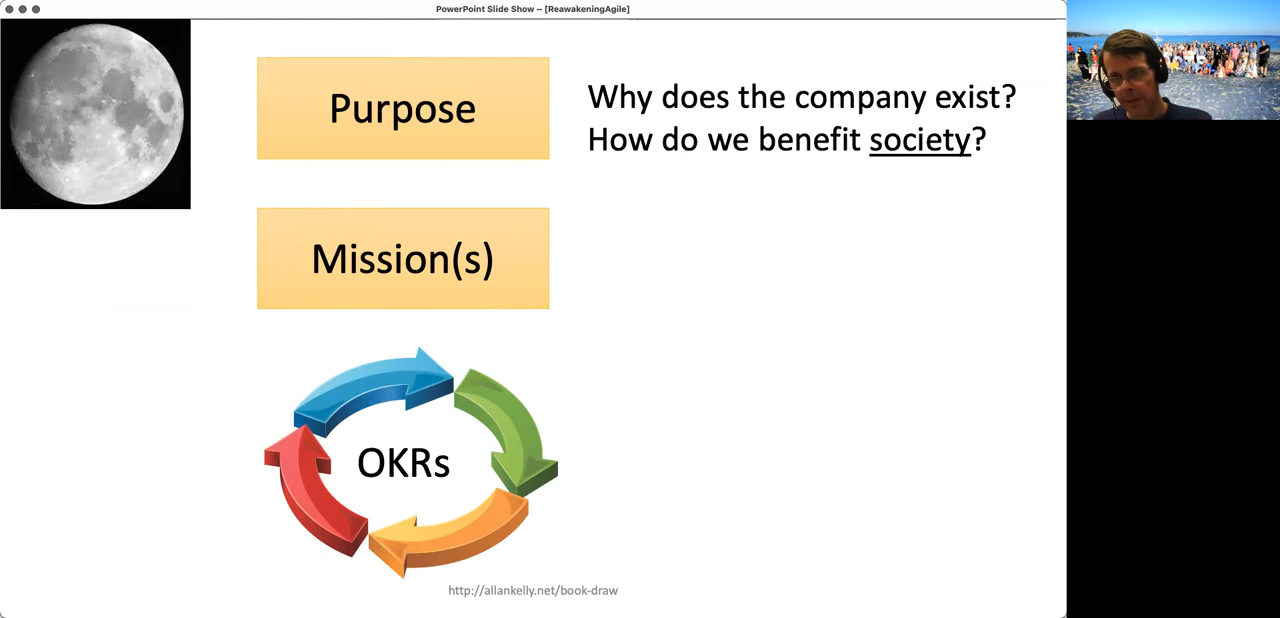 PowerPoint Slide Show – [ReawakeningAgile]
Purpose
Why does the company exist?
How do we benefit society?
Mission(s)
OKRs
http://allankelly.net/book-draw